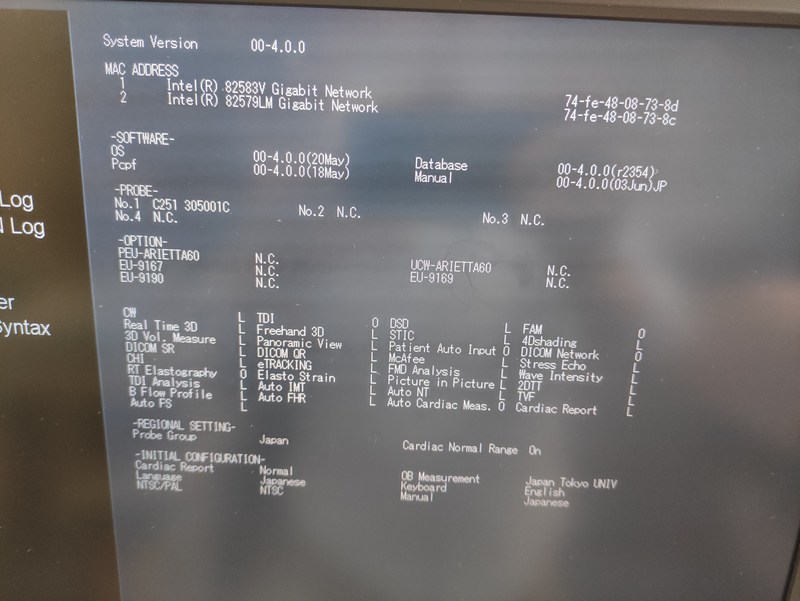 System Version 00-4.0.0
MAC ADDRESS
1 Intel(R) 82583V Gigabit Network 74-fe-48-08-73-8d
2 Intel(R) 82579LM Gigabit Network 74-fe-48-08-73-8c
-SOFTWARE-
OS 00-4.0.0(20May) Database 00-4.0.0(r2354)
Pcpf 00-4.0.0(18May) Manual 00-4.0.0(03Jun)JP
-PROBE-
No.1 C251 305001C No.2 N.C. No.3 N.C.
No.4 N.C.
-OPTION-
PEU-ARIETTA60 N.C. UCW-ARIETTA60 N.C.
EU-9167 N.C. EU-9169 N.C.
EU-9190 N.C.
CW L TDI O DSD L FAM O
Real Time 3D L Freehand 3D L STIC L 4Dshading L
3D Vol. Measure L Panoramic View L Patient Auto Input O DICOM Network O
DICOM SR L DICOM QR L McAfee L Stress Echo L
CHI L eTRACKING L FMD Analysis L Wave Intensity L
RT Elastography O Elasto Strain L Picture in Picture L 2DTT L
TDI Analysis L Auto IMT L Auto NT L TVF L
B Flow Profile L Auto FHR L Auto Cardiac Meas. O Cardiac Report L
Auto FS L
-REGIONAL SETTING-
Probe Group Japan Cardiac Normal Range On
-INITIAL CONFIGURATION-
Cardiac Report Normal OB Measurement Japan Tokyo UNIV
Language Japanese Keyboard English
NTSC/PAL NTSC Manual Japanese
Log
Log
er
Syntax